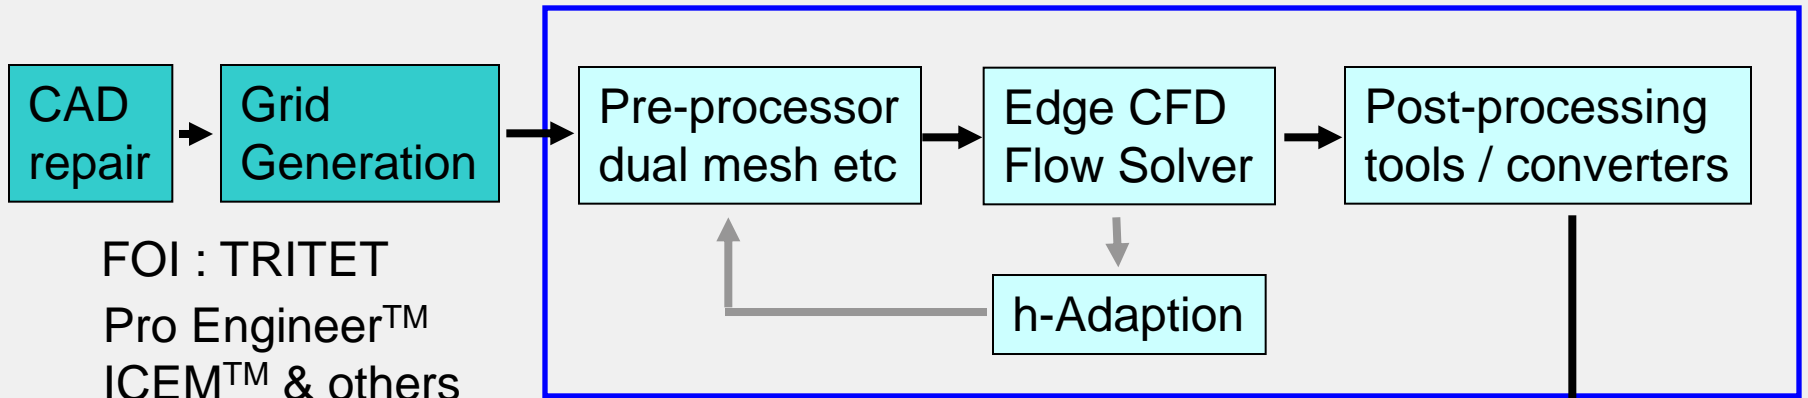 CAD
repair
Grid
Generation
Pre-processor
dual mesh etc
Edge CFD
Flow Solver
Post-processing
tools / converters
h-Adaption
FOI : TRITET
Pro Engineer™
ICEM™ & others